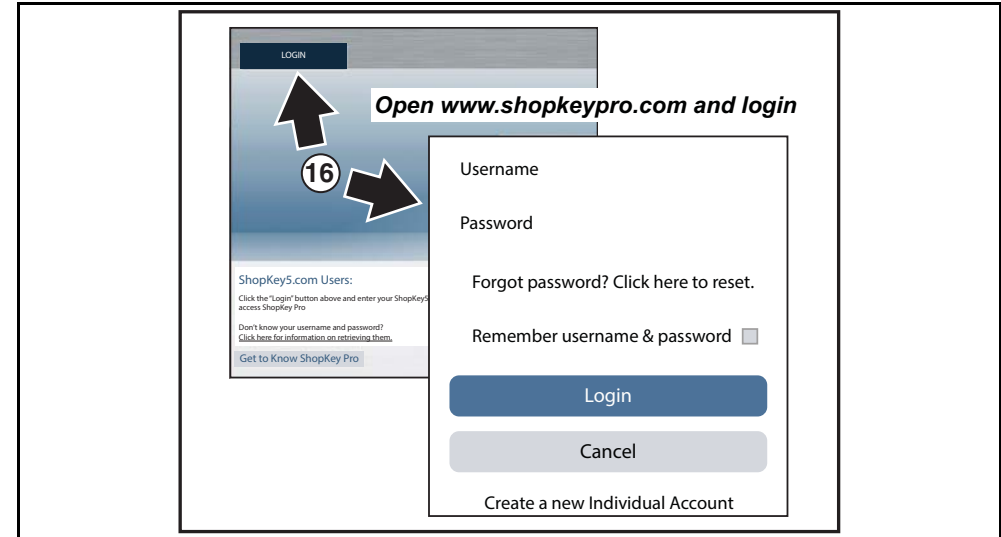 LOGIN
Open www.shopkeypro.com and login
16
Username
Password
Forgot password? Click here to reset.
Remember username & password
Login
Cancel
Create a new Individual Account
ShopKey5.com Users:
Click the "Login" button above and enter your ShopKey5
access ShopKey Pro
Don't know your username and password?
Click here for information on retrieving them.
Get to Know ShopKey Pro